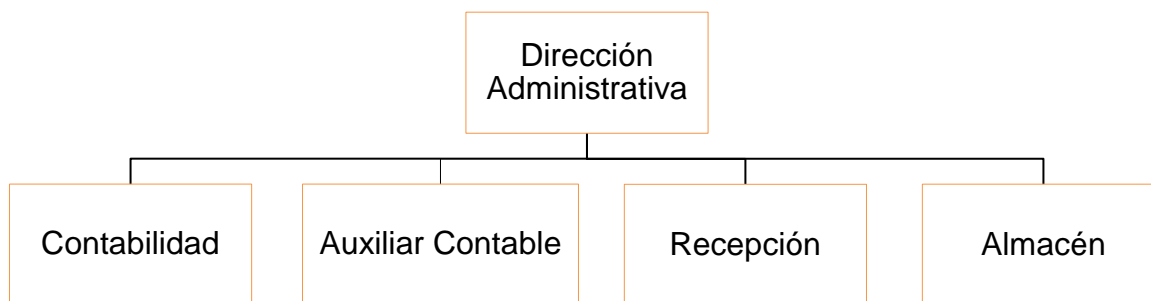 Dirección
Administrativa
Contabilidad
Auxiliar Contable
Recepción
Almacén